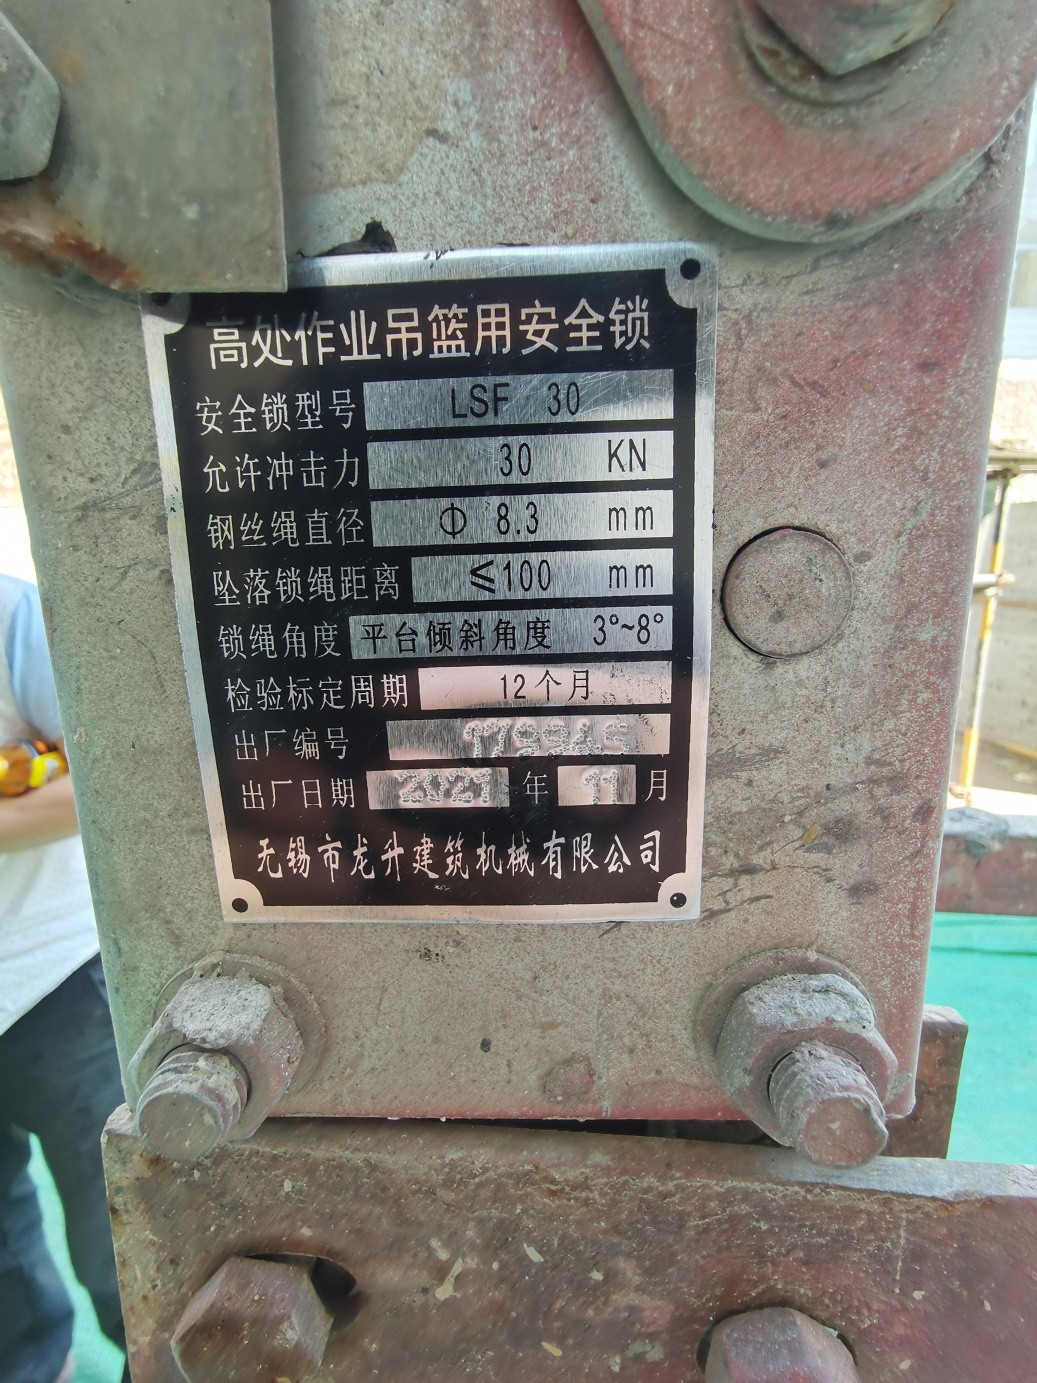 高处作业吊篮用安全锁
安全锁型号 LSF 30
允许冲击力 30 KN
钢丝绳直径 Φ 8.3 mm
坠落锁绳距离 ≤100 mm
锁绳角度 平台倾斜角度 3°~8°
检验标定周期 12个月
出厂编号
出厂日期 2021 年 11 月
无锡市龙升建筑机械有限公司